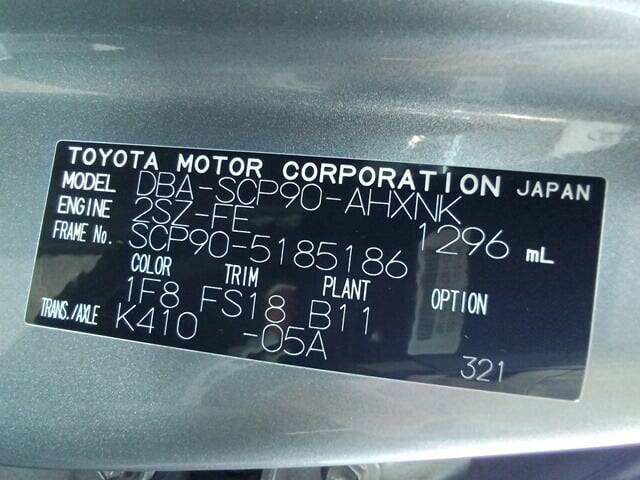 TOYOTA MOTOR CORPORATION JAPAN
MODEL DBA-SCP90-AHXNK
ENGINE 2SZ-FE 1296 mL
FRAME No. SCP90-5185186
COLOR TRIM PLANT OPTION
1F8 FS18 B11
TRANS./AXLE K410 -05A
321